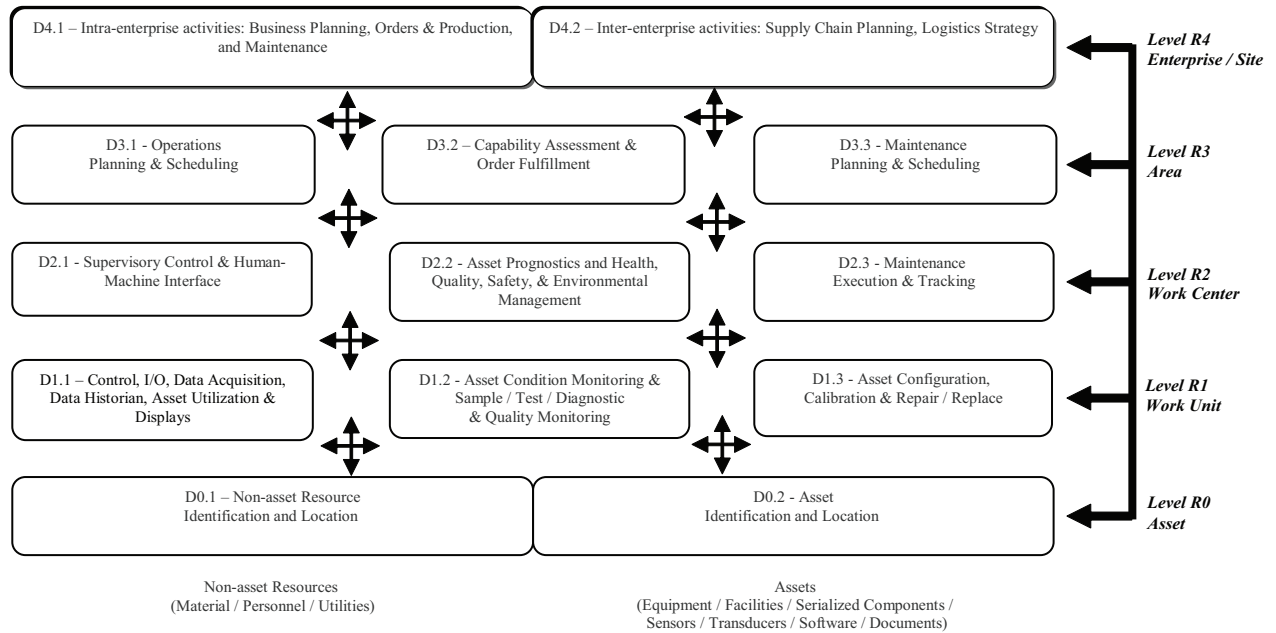 D4.1 – Intra-enterprise activities: Business Planning, Orders & Production,
and Maintenance
D4.2 – Inter-enterprise activities: Supply Chain Planning, Logistics Strategy
Level R4
Enterprise / Site
D3.1 - Operations
Planning & Scheduling
D3.2 – Capability Assessment &
Order Fulfillment
D3.3 - Maintenance
Planning & Scheduling
Level R3
Area
D2.1 - Supervisory Control & Human-
Machine Interface
D2.2 - Asset Prognostics and Health,
Quality, Safety, & Environmental
Management
D2.3 - Maintenance
Execution & Tracking
Level R2
Work Center
D1.1 – Control, I/O, Data Acquisition,
Data Historian, Asset Utilization &
Displays
D1.2 - Asset Condition Monitoring &
Sample / Test / Diagnostic
& Quality Monitoring
D1.3 - Asset Configuration,
Calibration & Repair / Replace
Level R1
Work Unit
D0.1 – Non-asset Resource
Identification and Location
D0.2 - Asset
Identification and Location
Level R0
Asset
Non-asset Resources
(Material / Personnel / Utilities)
Assets
(Equipment / Facilities / Serialized Components /
Sensors / Transducers / Software / Documents)